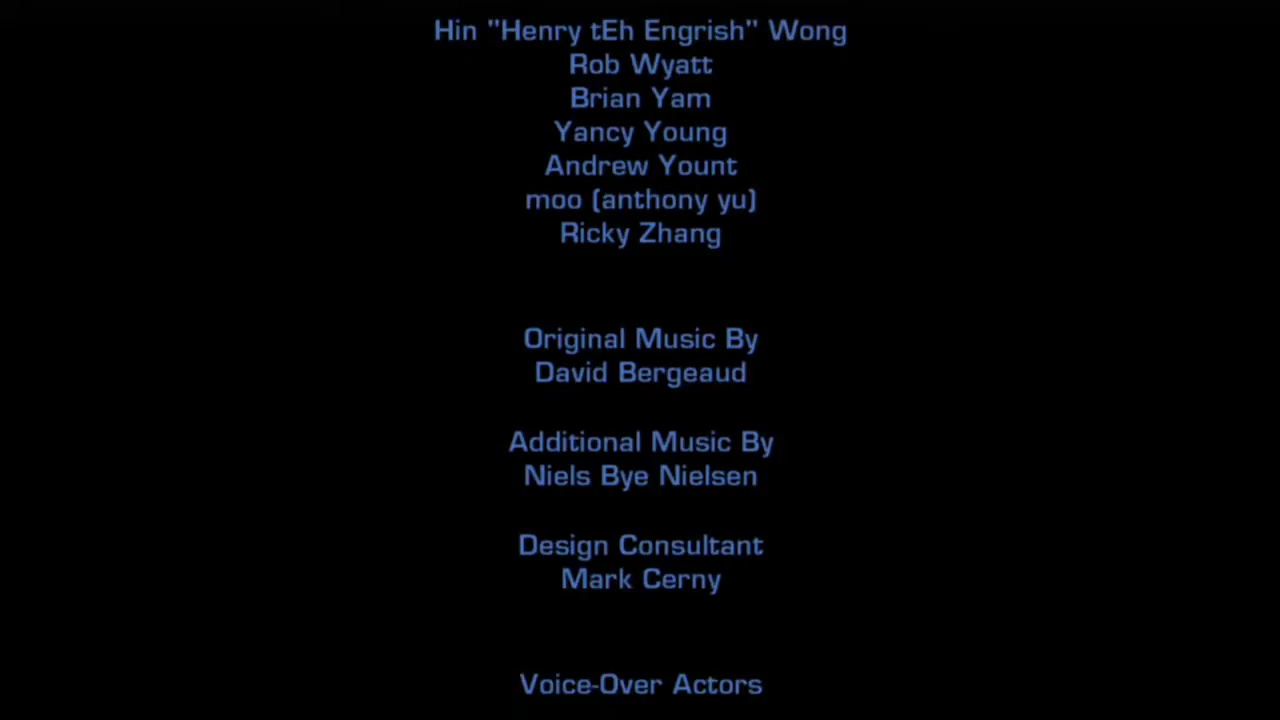 Hin "Henry tEh Engrish" Wong
Rob Wyatt
Brian Yam
Yancy Young
Andrew Yount
moo (anthony yu)
Ricky Zhang
Original Music By
David Bergeaud
Additional Music By
Niels Bye Nielsen
Design Consultant
Mark Cerny
Voice-Over Actors